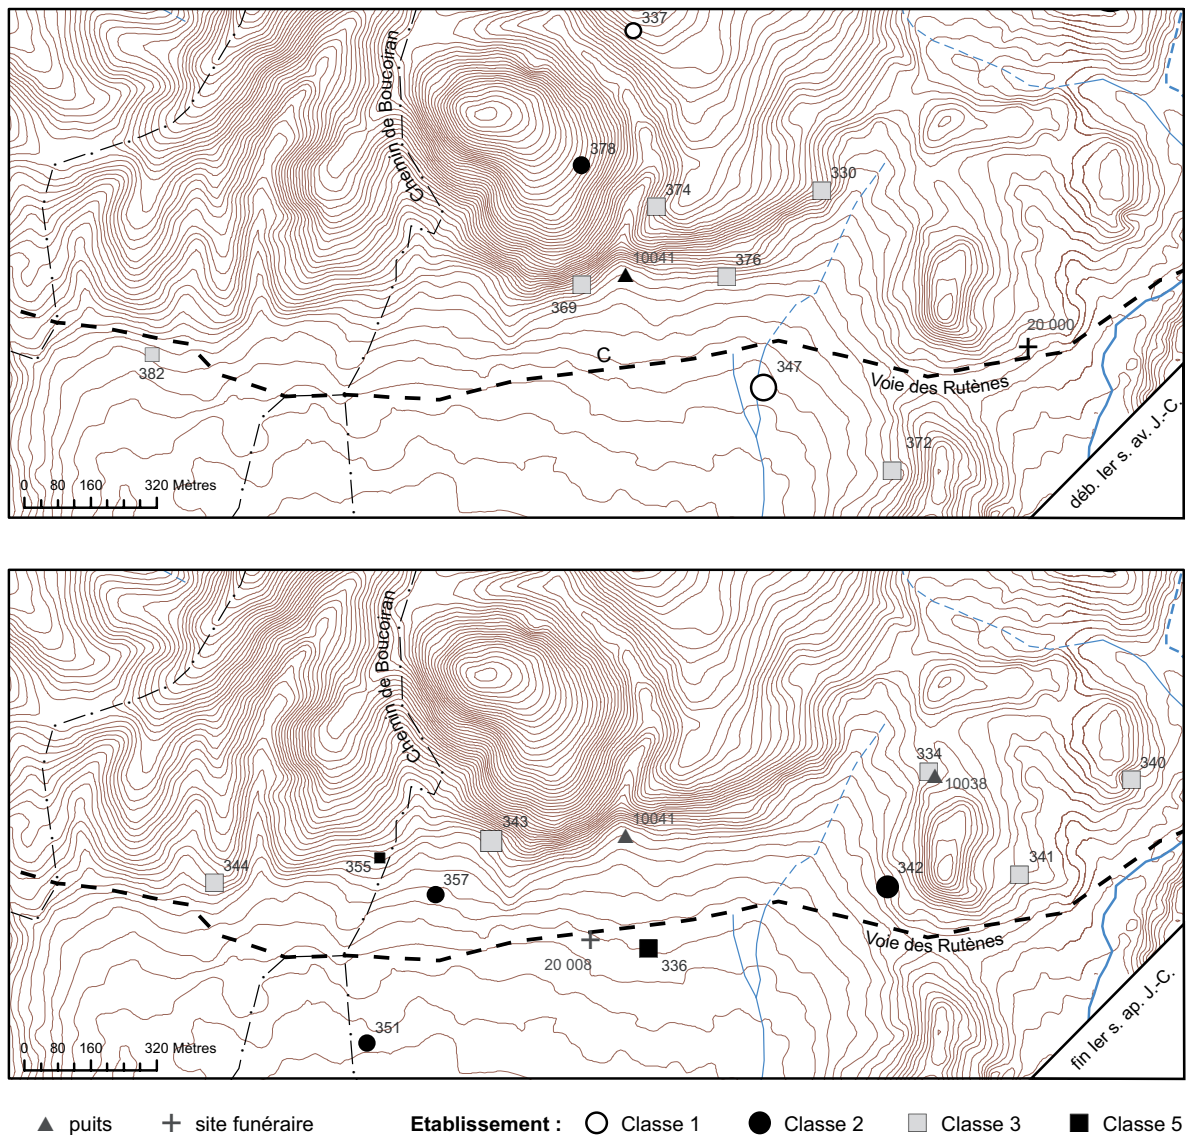 337
Chemin de Boucoiran
378
374
330
10041
376
369
20 000
C
382
347
Voie des Rutènes
372
0 80 160 320 Mètres
déb. Ier s. av. J.-C.
Chemin de Boucoiran
334
10038
340
343
10041
344
355
357
342
341
Voie des Rutènes
20 008
336
351
0 80 160 320 Mètres
fin Ier s. ap. J.-C.
puits site funéraire Etablissement : Classe 1 Classe 2 Classe 3 Classe 5